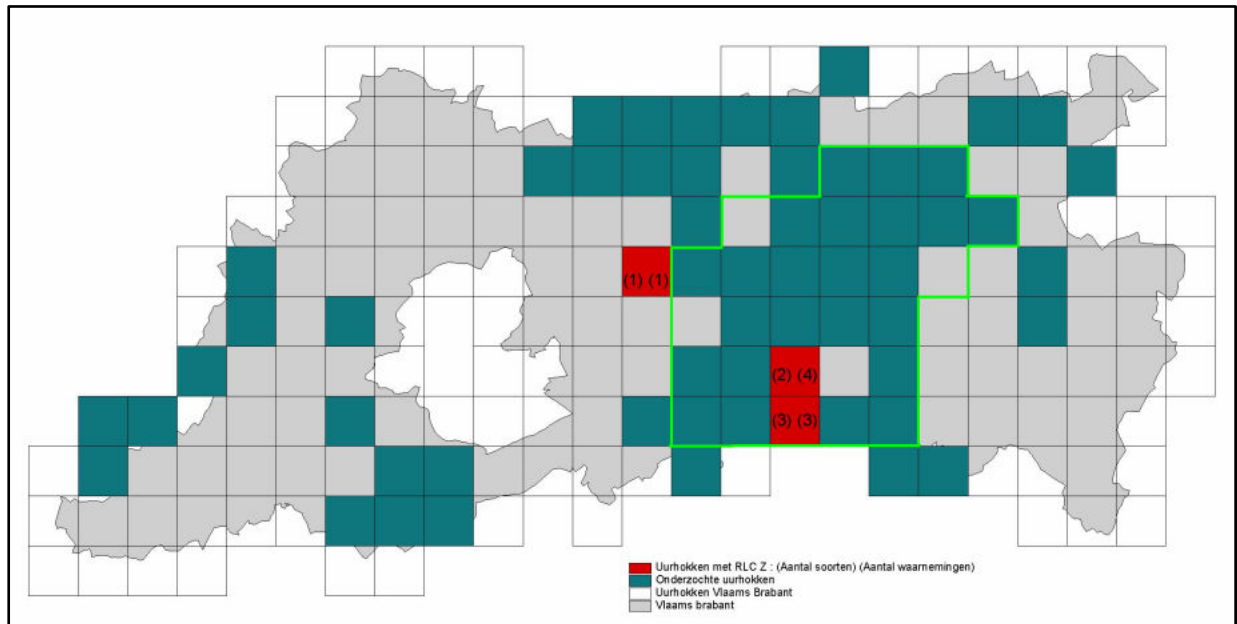 (1) (1)
(2) (4)
(3) (3)
Uurhokken met RLC Z : (Aantal soorten) (Aantal waarnemingen)
Onderzochte uurhokken
Uurhokken Vlaams Brabant
Vlaams brabant